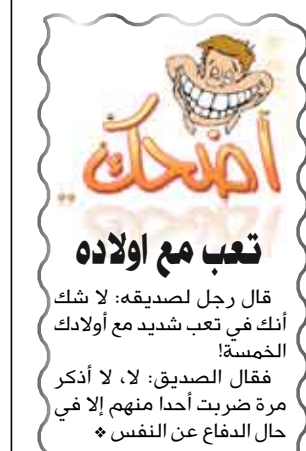 أضحك..
تعب مع اولاده
قال رجل لصديقه: لا شك
أنك في تعب شديد مع أولادك
الخمسة!
فقال الصديق: لا، لا أذكر
مرة ضربت أحدا منهم إلا في
حال الدفاع عن النفس